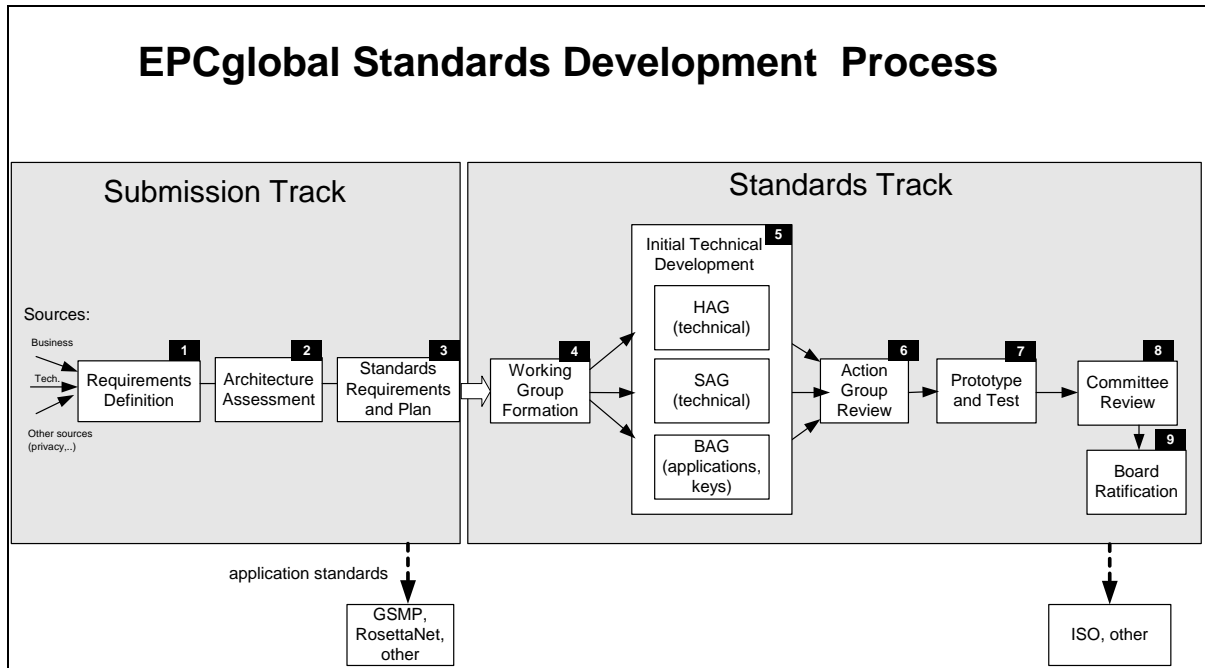 EPCglobal Standards Development Process
Submission Track
Standards Track
Sources:
Business
Tech.
Other sources
(privacy,..)
1
Requirements
Definition
2
Architecture
Assessment
3
Standards
Requirements
and Plan
4
Working
Group
Formation
5
Initial Technical
Development
HAG
(technical)
SAG
(technical)
BAG
(applications,
keys)
6
Action
Group
Review
7
Prototype
and Test
8
Committee
Review
9
Board
Ratification
application standards
GSMP,
RosettaNet,
other
ISO, other